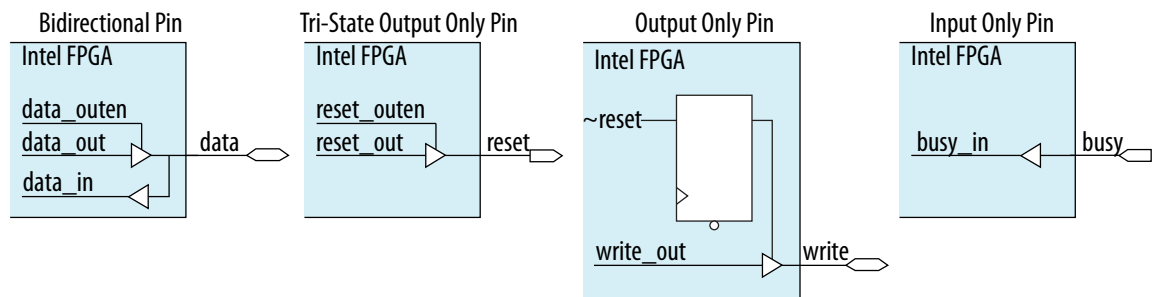 Bidirectional Pin
Intel FPGA
data_outen
data_out
data
data_in
Tri-State Output Only Pin
Intel FPGA
reset_outen
reset_out
reset
Output Only Pin
Intel FPGA
~reset
write_out
write
Input Only Pin
Intel FPGA
busy_in
busy